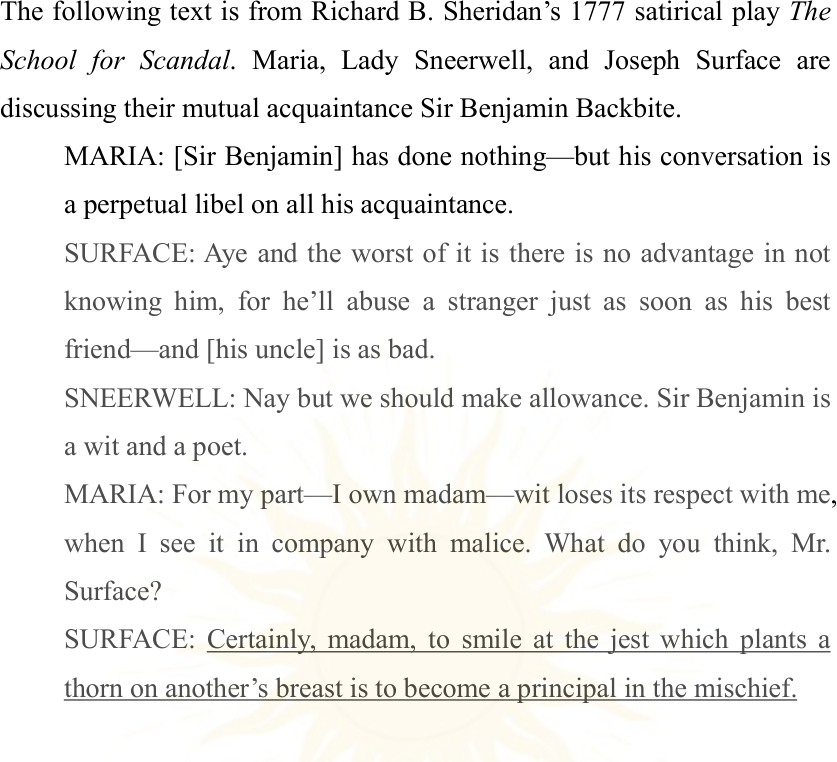 The following text is from Richard B. Sheridan’s 1777 satirical play The
School for Scandal. Maria, Lady Sneerwell, and Joseph Surface are
discussing their mutual acquaintance Sir Benjamin Backbite.
MARIA: [Sir Benjamin] has done nothing—but his conversation is
a perpetual libel on all his acquaintance.
SURFACE: Aye and the worst of it is there is no advantage in not
knowing him, for he’ll abuse a stranger just as soon as his best
friend—and [his uncle] is as bad.
SNEERWELL: Nay but we should make allowance. Sir Benjamin is
a wit and a poet.
MARIA: For my part—I own madam—wit loses its respect with me,
when I see it in company with malice. What do you think, Mr.
Surface?
SURFACE: Certainly, madam, to smile at the jest which plants a
thorn on another’s breast is to become a principal in the mischief.